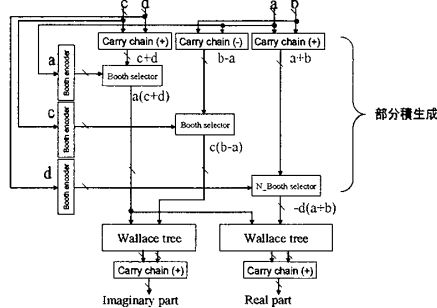 c d a b
Carry chain (+) Carry chain (-) Carry chain (+)
a Booth encoder c+d b-a a+b
Booth selector
a(c+d)
部分積生成
c Booth encoder Booth selector
c(b-a)
d Booth encoder N_Booth selector
-d(a+b)
Wallace tree Wallace tree
Carry chain (+) Carry chain (+)
Imaginary part Real part